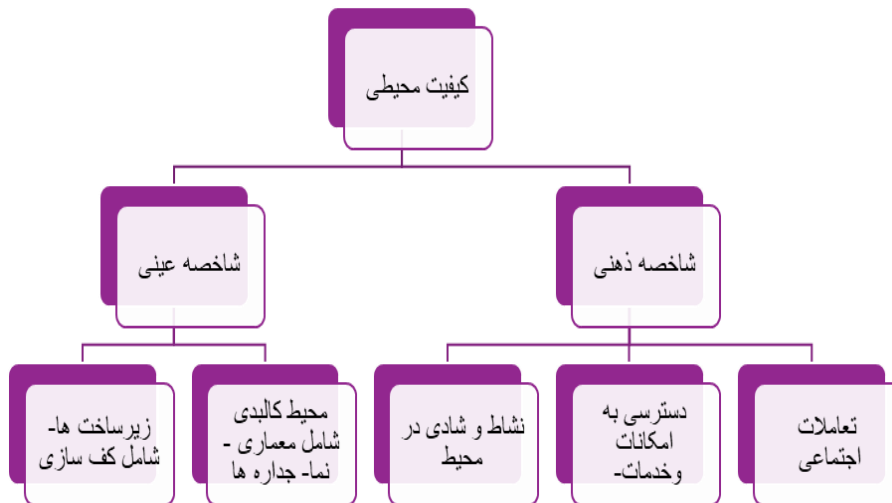 کیفیت محیطی
شاخصه ذهنی
شاخصه عینی
تعاملات
اجتماعی
دسترسی به
امکانات
وخدمات-
نشاط و شادی در
محیط
محیط کالبدی
شامل معماری -
نما- جداره ها
زیرساخت ها-
شامل کف سازی